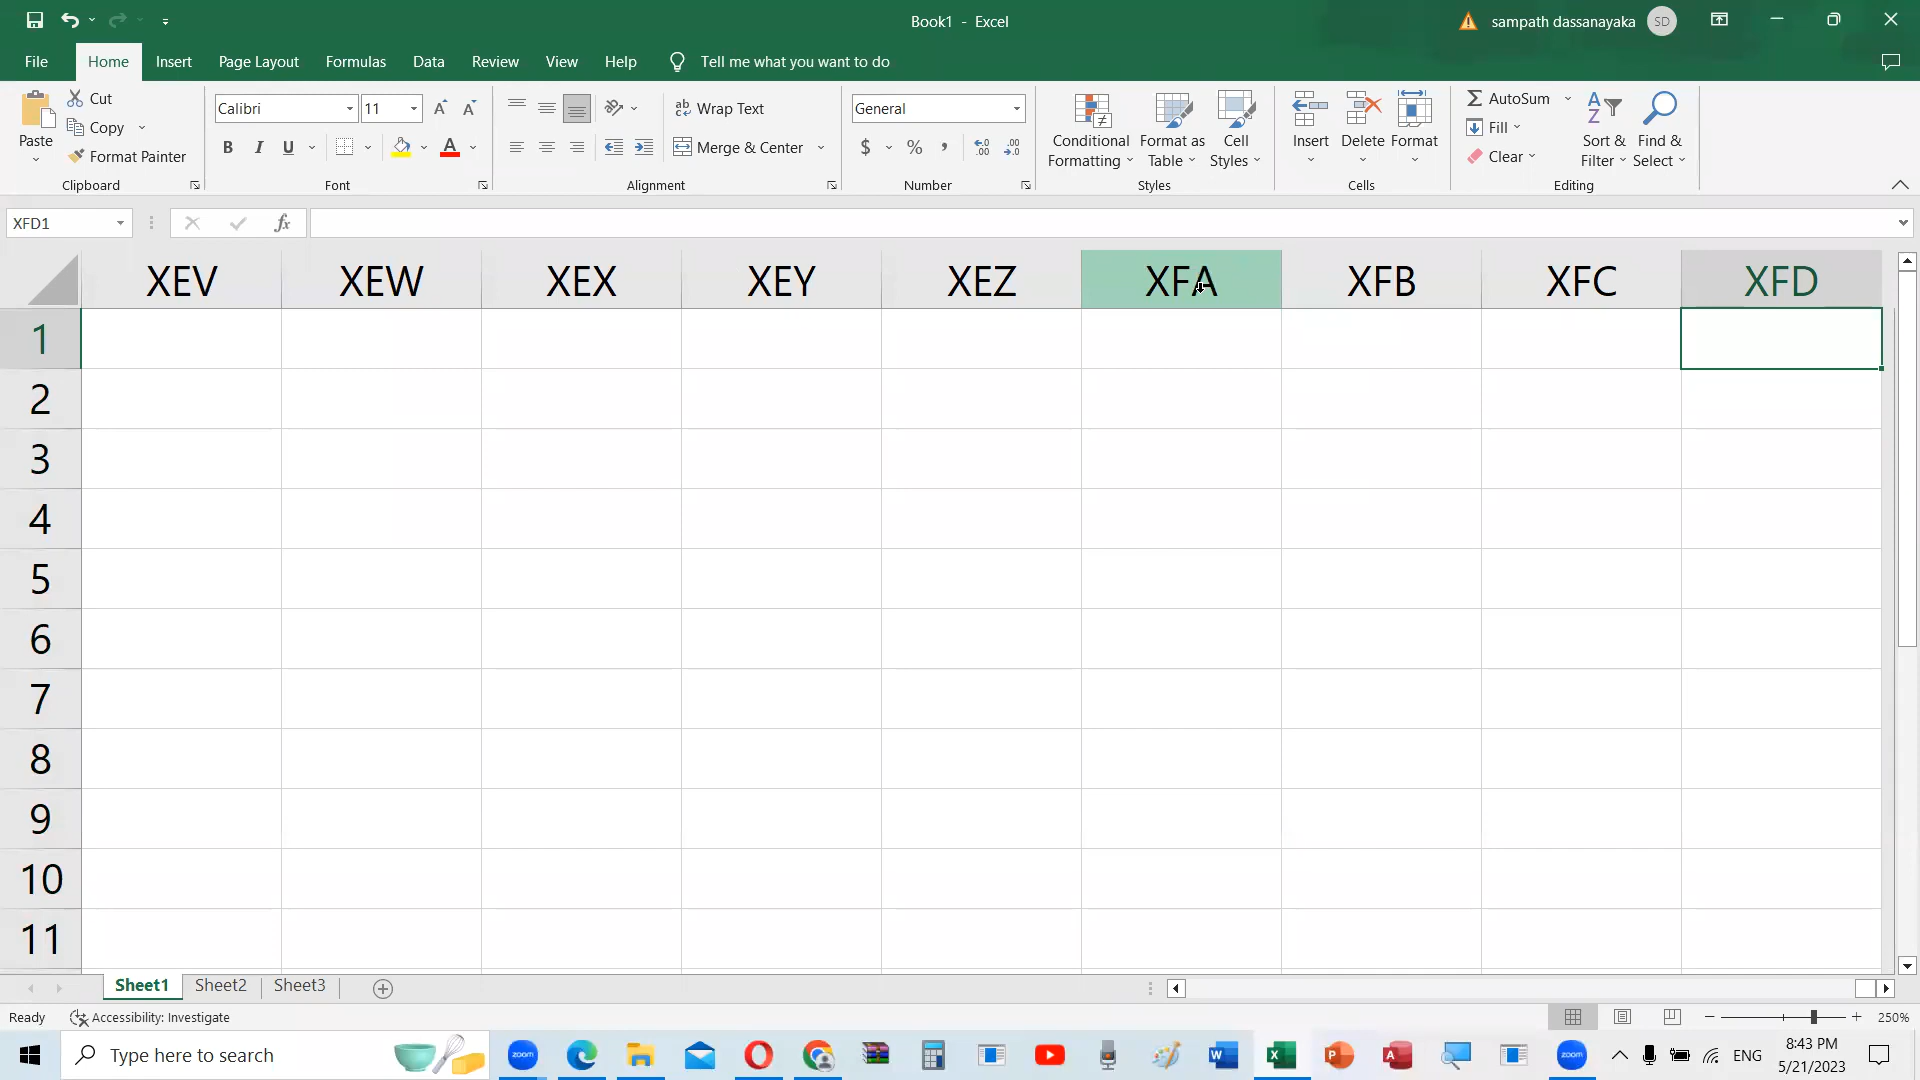 Book1 - Excel
sampath dassanayaka SD
File Home Insert Page Layout Formulas Data Review View Help Tell me what you want to do
Paste
Cut
Copy
Format Painter
Clipboard
Calibri 11
B I U
Font
Wrap Text
Merge & Center
Alignment
General
$ % ,
Number
Conditional Formatting
Format as Table
Cell Styles
Styles
Insert Delete Format
Cells
AutoSum
Fill
Clear
Sort & Filter
Find & Select
Editing
XFD1 fx
XEV XEW XEX XEY XEZ XFA XFB XFC XFD
1
2
3
4
5
6
7
8
9
10
11
Sheet1 Sheet2 Sheet3
Ready Accessibility: Investigate 250%
Type here to search
zoom
zoom
ENG
8:43 PM
5/21/2023